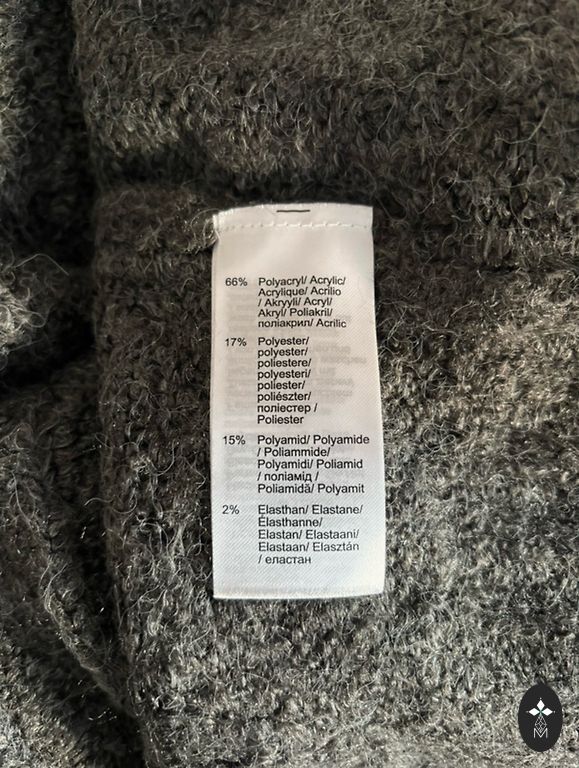 66% Polyacryl/ Acrylic/
Acrylique/ Acrilio
/ Akryyli/ Acryl/
Akryl/ Poliakril/
поліакрил/ Acrilic
17% Polyester/
polyester/
poliestere/
polyesteri/
poliester/
poliészter/
поліестер /
Poliester
15% Polyamid/ Polyamide
/ Poliammide/
Polyamidi/ Poliamid
/ поліамід /
Poliamidă/ Polyamit
2% Elasthan/ Elastane/
Élasthanne/
Elastan/ Elastaani/
Elastaan/ Elasztán
/ еластан
M